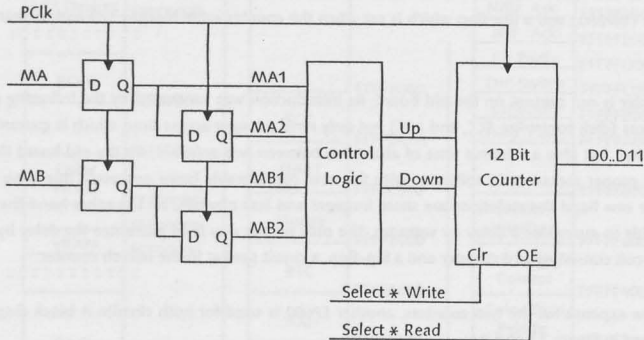 PClk
MA
D Q
MA1
D Q
MA2
Control
Logic
Up
Down
12 Bit
Counter
D0..D11
MB
D Q
MB1
D Q
MB2
Clr OE
Select * Write
Select * Read